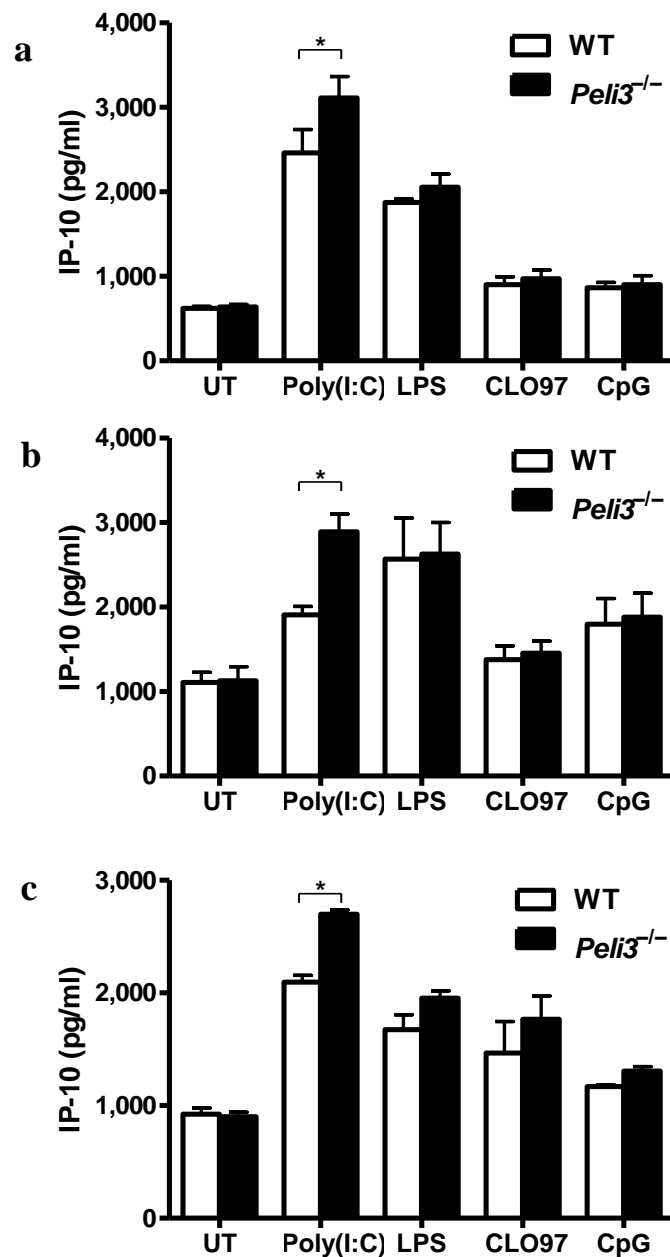 a
4,000
3,000
2,000
1,000
0
IP-10 (pg/ml)
*
WT
Peli3–/–
UT Poly(I:C) LPS CLO97 CpG
b
4,000
3,000
2,000
1,000
0
IP-10 (pg/ml)
*
WT
Peli3–/–
UT Poly(I:C) LPS CLO97 CpG
c
3,000
2,000
1,000
0
IP-10 (pg/ml)
*
WT
Peli3–/–
UT Poly(I:C) LPS CLO97 CpG